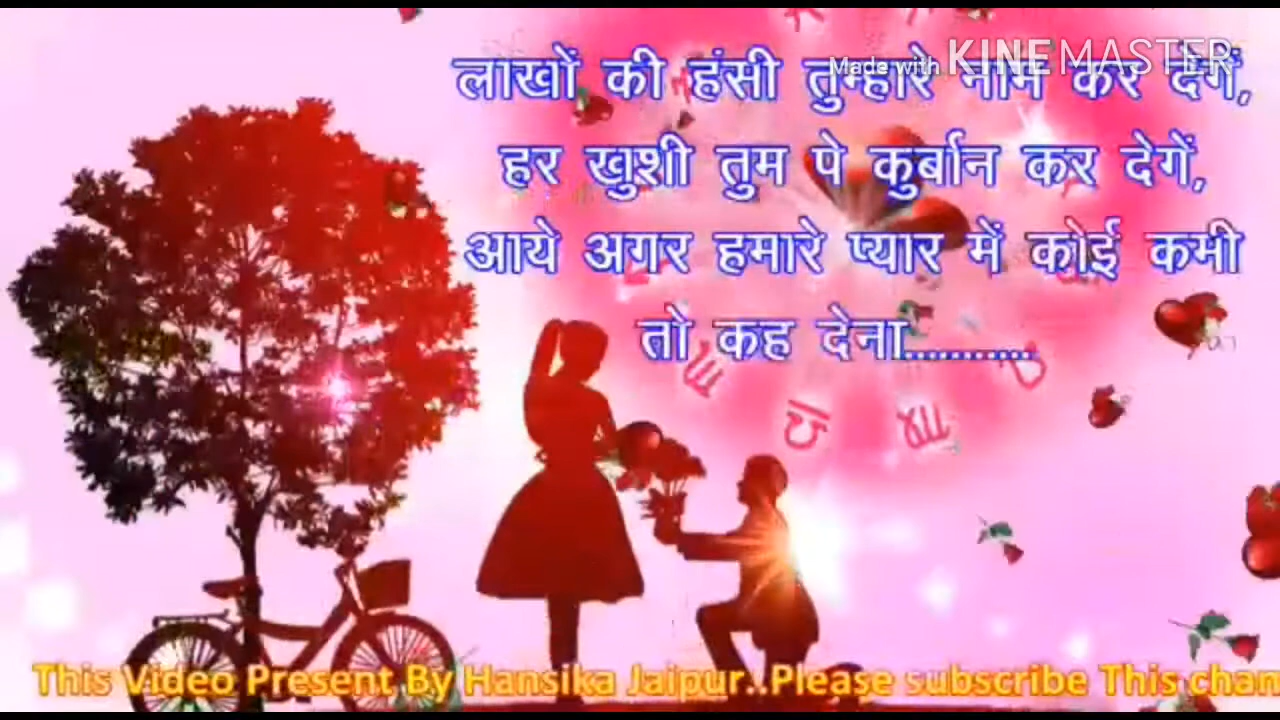 Made with KINEMASTER
लाखों की हंसी तुम्हारे नाम कर देगें,
हर खुशी तुम पे कुर्बान कर देगें,
आये अगर हमारे प्यार में कोई कमी
तो कह देना...........
This Video Present By Hansika Jaipur..Please subscribe This chan